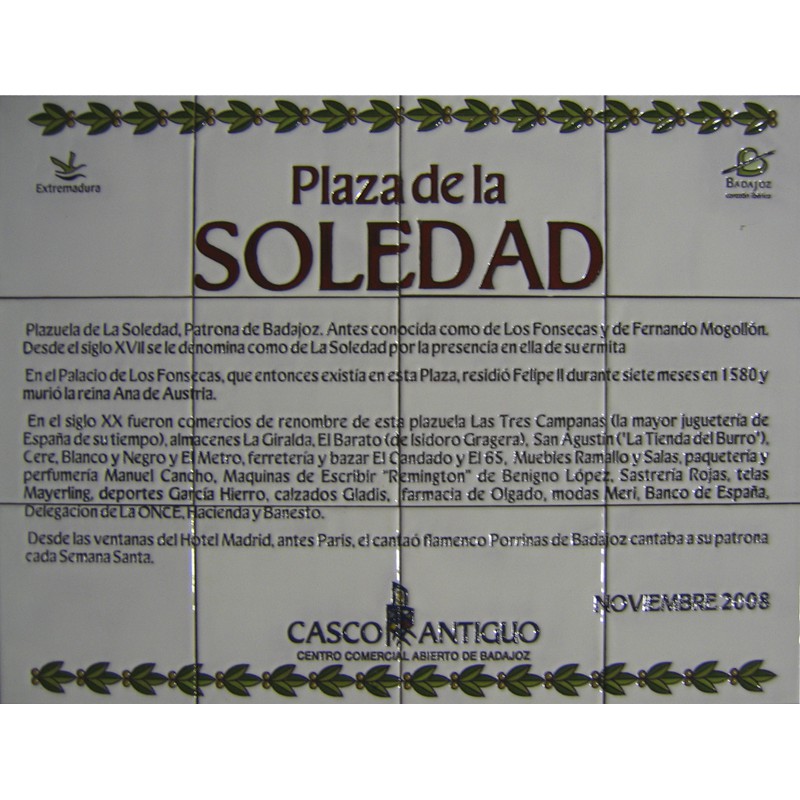 Extremadura
BADAJOZ
corazón ibérico
Plaza de la
SOLEDAD
Plazuela de La Soledad, Patrona de Badajoz. Antes conocida como de Los Fonsecas y de Fernando Mogollón.
Desde el siglo XVII se le denomina como de La Soledad por la presencia en ella de su ermita
En el Palacio de Los Fonsecas, que entonces existía en esta Plaza, residió Felipe II durante siete meses en 1580 y
murió la reina Ana de Austria.
En el siglo XX fueron comercios de renombre de esta plazuela Las Tres Campanas (la mayor juguetería de
España de su tiempo), almacenes La Giralda, El Barato (de Isidoro Gragera), San Agustín ('La Tienda del Burro'),
Cere, Blanco y Negro y El Metro, ferretería y bazar El Candado y El 65, Muebles Ramallo y Salas, paquetería y
perfumería Manuel Cancho, Maquinas de Escribir "Remington" de Benigno López, Sastrería Rojas, telas
Mayerling, deportes García Hierro, calzados Gladis, farmacia de Olgado, modas Meri, Banco de España,
Delegación de La ONCE, Hacienda y Banesto.
Desde las ventanas del Hotel Madrid, antes Paris, el cantaó flamenco Porrinas de Badajoz cantaba a su patrona
cada Semana Santa.
NOVIEMBRE 2008
CASCO ANTIGUO
CENTRO COMERCIAL ABIERTO DE BADAJOZ